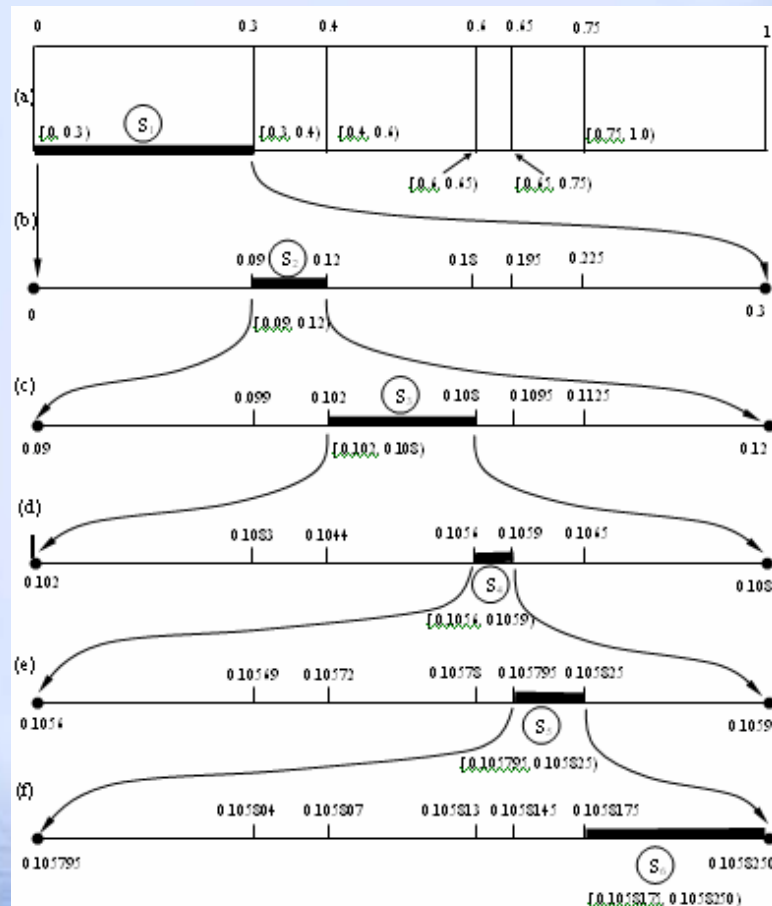 0 0.3 0.4 0.6 0.65 0.75 1
(a)
S1
[0, 0.3) [0.3, 0.4) [0.4, 0.6) [0.75, 1.0)
[0.6, 0.65) [0.65, 0.75)
(b)
0.09 S2 0.12 0.18 0.195 0.225
0 0.3
[0.09, 0.12)
(c)
0.099 0.102 S3 0.108 0.1095 0.1125
0.09 0.12
[0.102, 0.108)
(d)
0.1083 0.1044 0.1056 0.1059 0.1065
0.102 0.108
S4
[0.1056, 0.1059)
(e)
0.10569 0.10572 0.10578 0.105795 0.105825
0.1056 0.1059
S5
[0.105795, 0.105825)
(f)
0.105804 0.105807 0.105813 0.1058145 0.1058175
0.105795 0.1058250
S6
[0.1058175, 0.1058250)